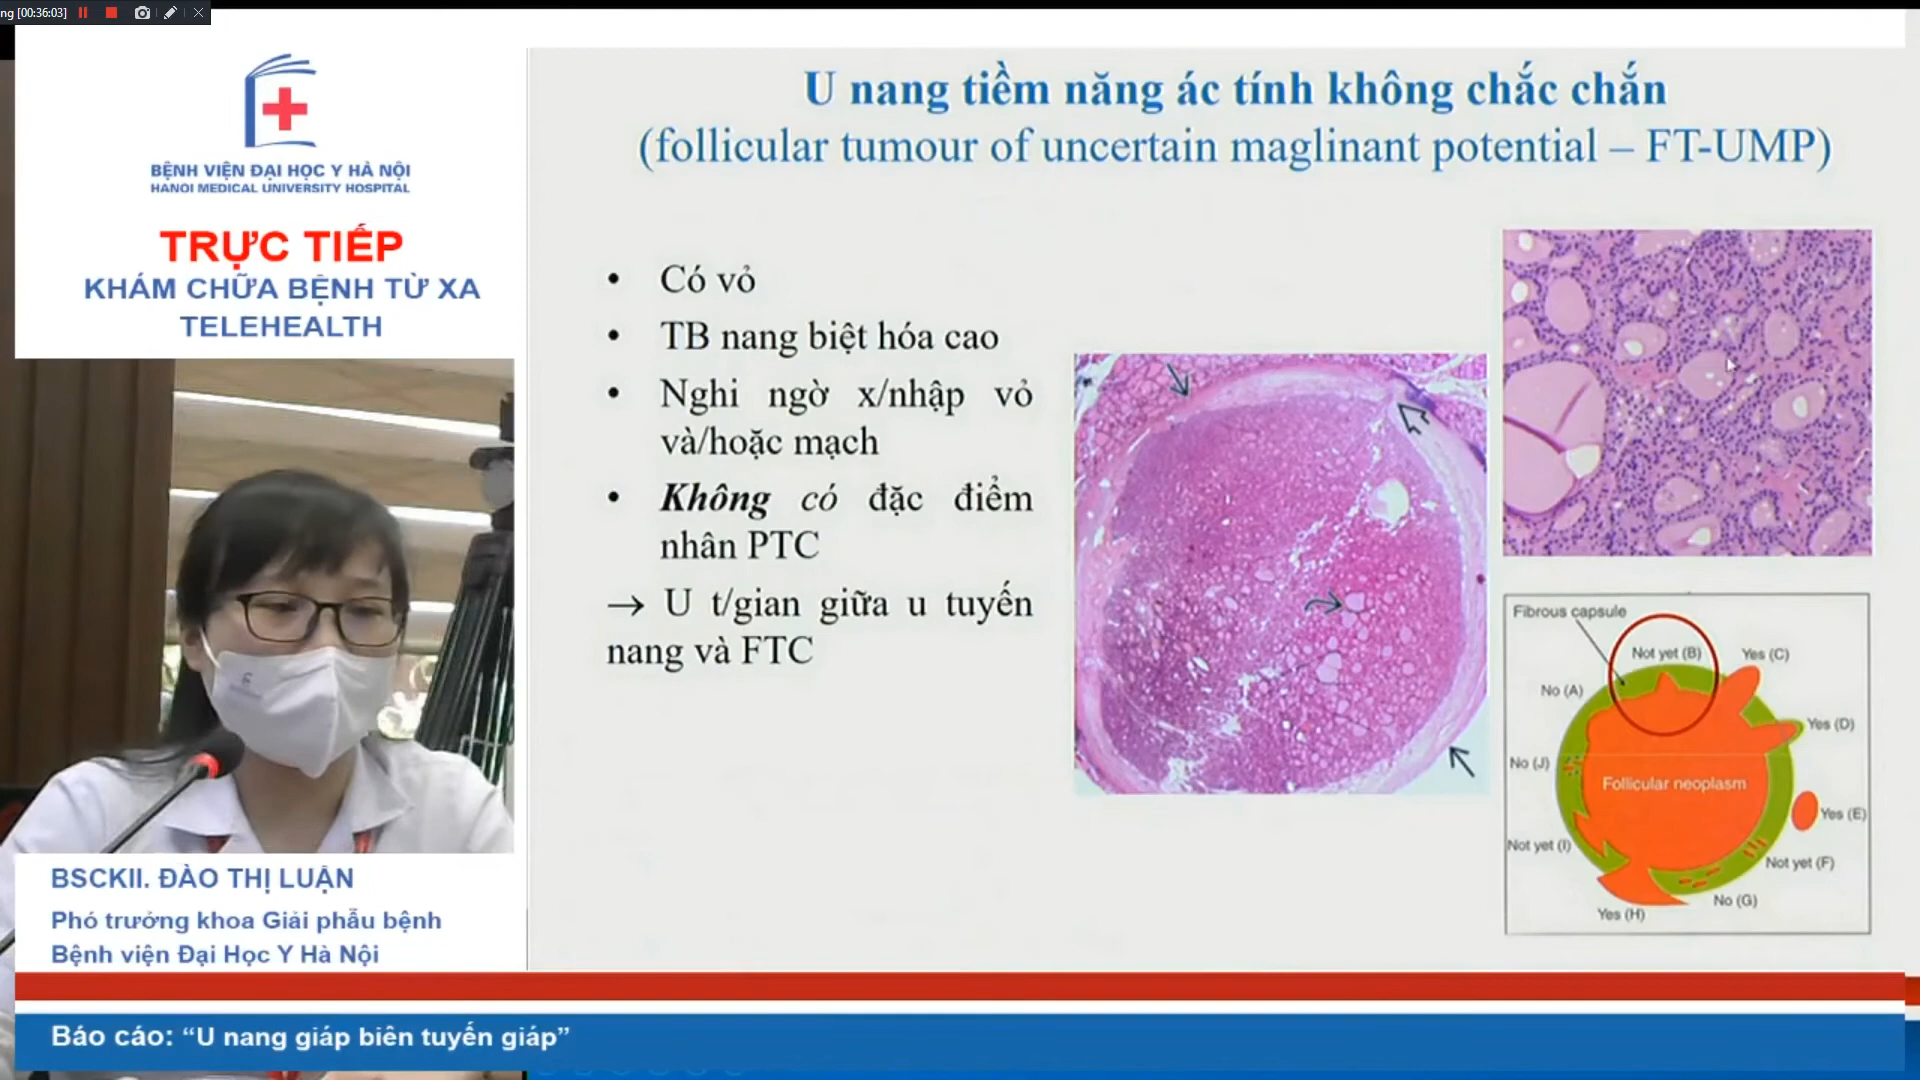 ng [00:36:03]
BỆNH VIỆN ĐẠI HỌC Y HÀ NỘI
HANOI MEDICAL UNIVERSITY HOSPITAL
TRỰC TIẾP
KHÁM CHỮA BỆNH TỪ XA
TELEHEALTH
BSCKII. ĐÀO THỊ LUẬN
Phó trưởng khoa Giải phẫu bệnh
Bệnh viện Đại Học Y Hà Nội
U nang tiềm năng ác tính không chắc chắn
(follicular tumour of uncertain maglinant potential – FT-UMP)
• Có vỏ
• TB nang biệt hóa cao
• Nghi ngờ x/nhập vỏ
và/hoặc mạch
• Không có đặc điểm
nhân PTC
→ U t/gian giữa u tuyến
nang và FTC
Fibrous capsule
Not yet (B)
Yes (C)
No (A)
Yes (D)
No (J)
Follicular neoplasm
Yes (E)
Not yet (I)
Not yet (F)
No (G)
Yes (H)
Báo cáo: “U nang giáp biên tuyến giáp”